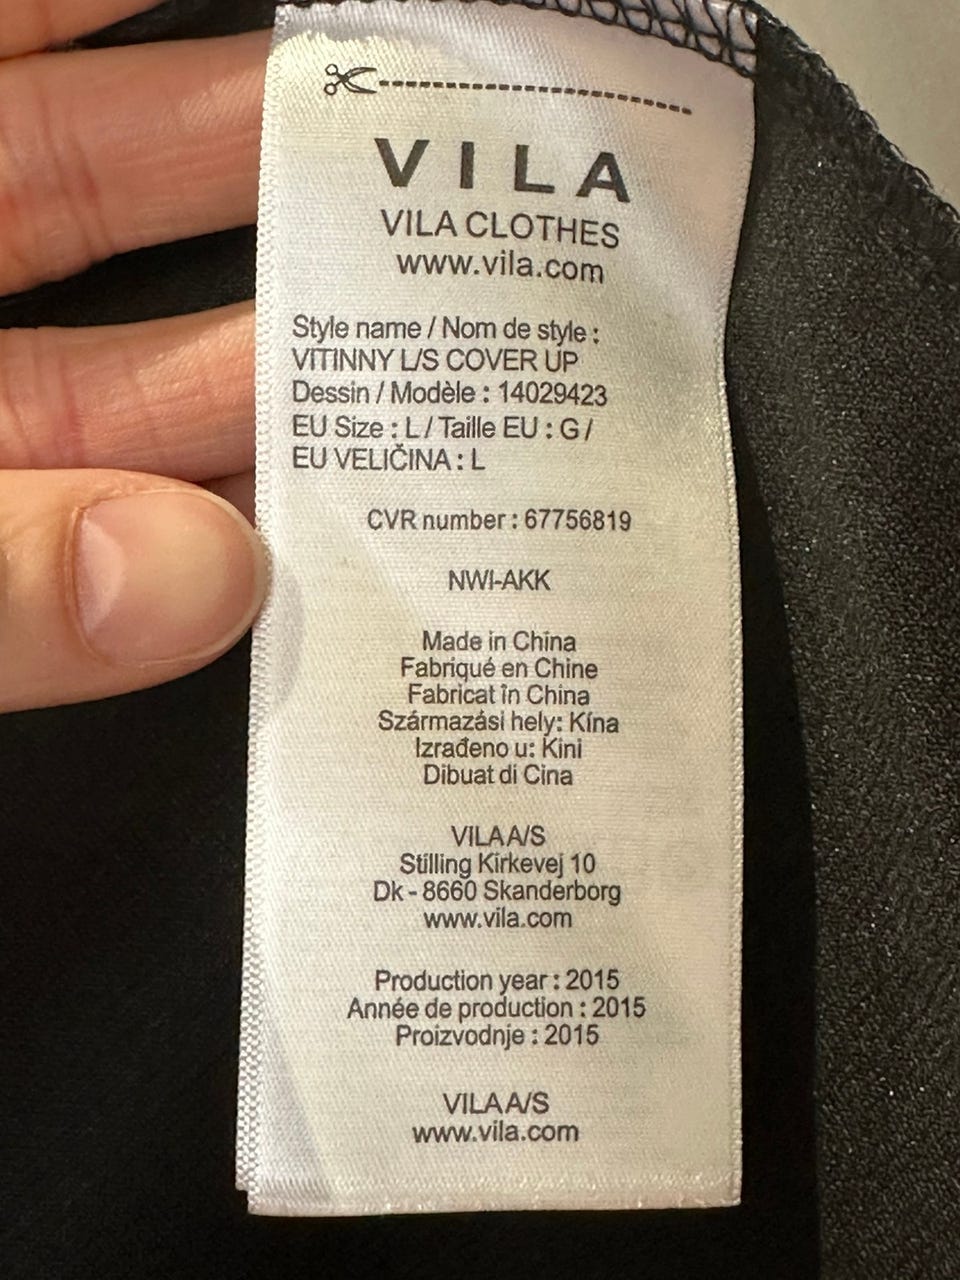 VILA
VILA CLOTHES
www.vila.com
Style name / Nom de style :
VITINNY L/S COVER UP
Dessin / Modèle : 14029423
EU Size : L / Taille EU : G /
EU VELIČINA : L
CVR number : 67756819
NWI-AKK
Made in China
Fabriqué en Chine
Fabricat în China
Származási hely: Kína
Izrađeno u: Kini
Dibuat di Cina
VILA A/S
Stilling Kirkevej 10
Dk - 8660 Skanderborg
www.vila.com
Production year : 2015
Année de production : 2015
Proizvodnje : 2015
VILA A/S
www.vila.com